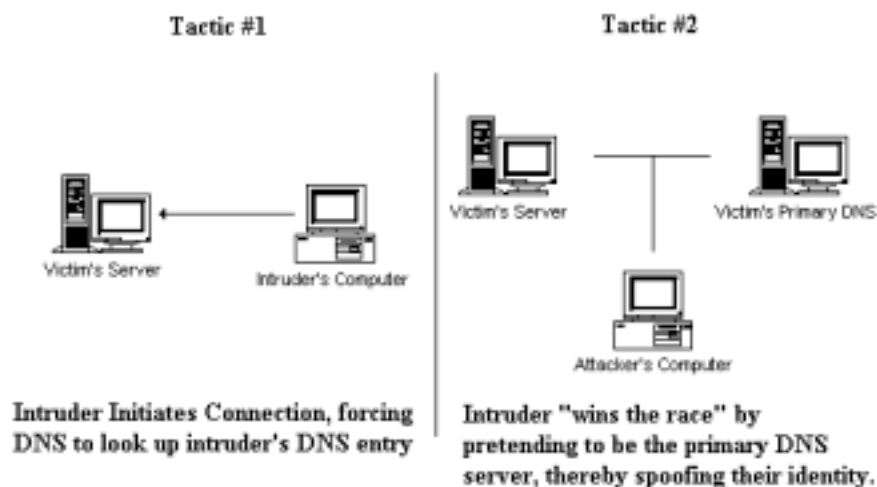 Tactic #1
Victim's Server
Intruder's Computer
Intruder Initiates Connection, forcing
DNS to look up intruder's DNS entry
Tactic #2
Victim's Server
Victim's Primary DNS
Attacker's Computer
Intruder "wins the race" by
pretending to be the primary DNS
server, thereby spoofing their identity.